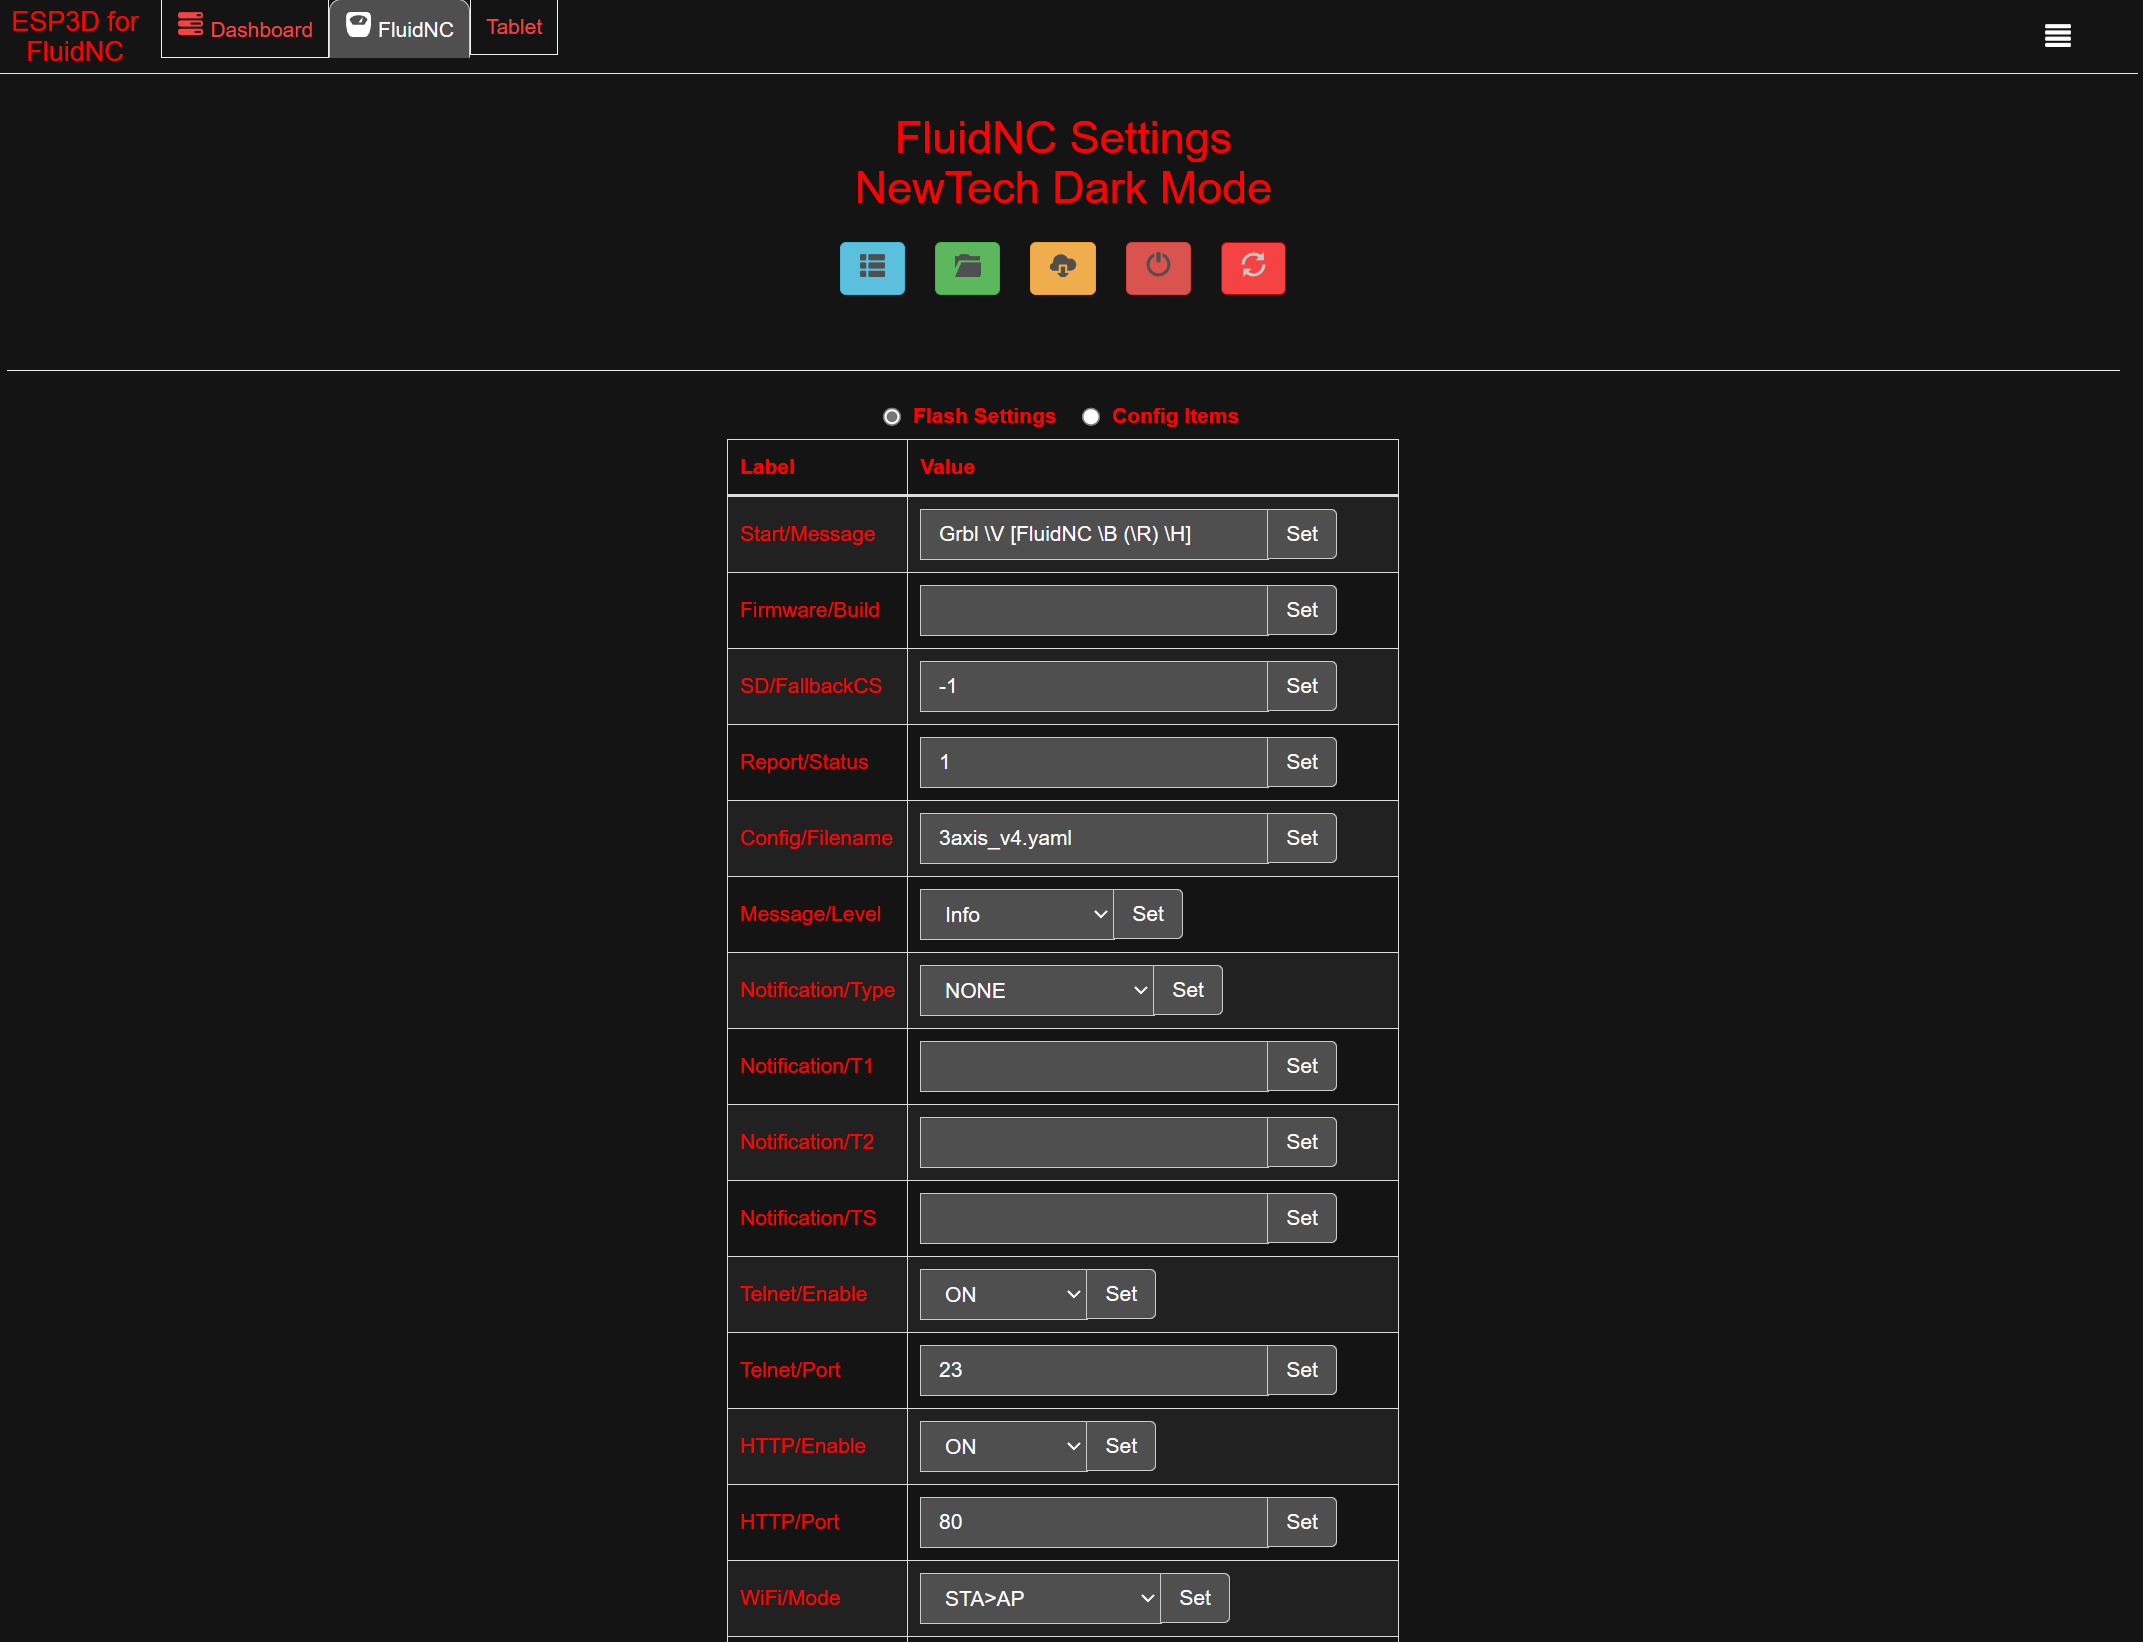 ESP3D for
FluidNC
Dashboard
FluidNC
Tablet
FluidNC Settings
NewTech Dark Mode
Flash Settings
Config Items
Label Value
Start/Message Grbl \V [FluidNC \B (\R) \H] Set
Firmware/Build Set
SD/FallbackCS -1 Set
Report/Status 1 Set
Config/Filename 3axis_v4.yaml Set
Message/Level Info Set
Notification/Type NONE Set
Notification/T1 Set
Notification/T2 Set
Notification/TS Set
Telnet/Enable ON Set
Telnet/Port 23 Set
HTTP/Enable ON Set
HTTP/Port 80 Set
WiFi/Mode STA>AP Set